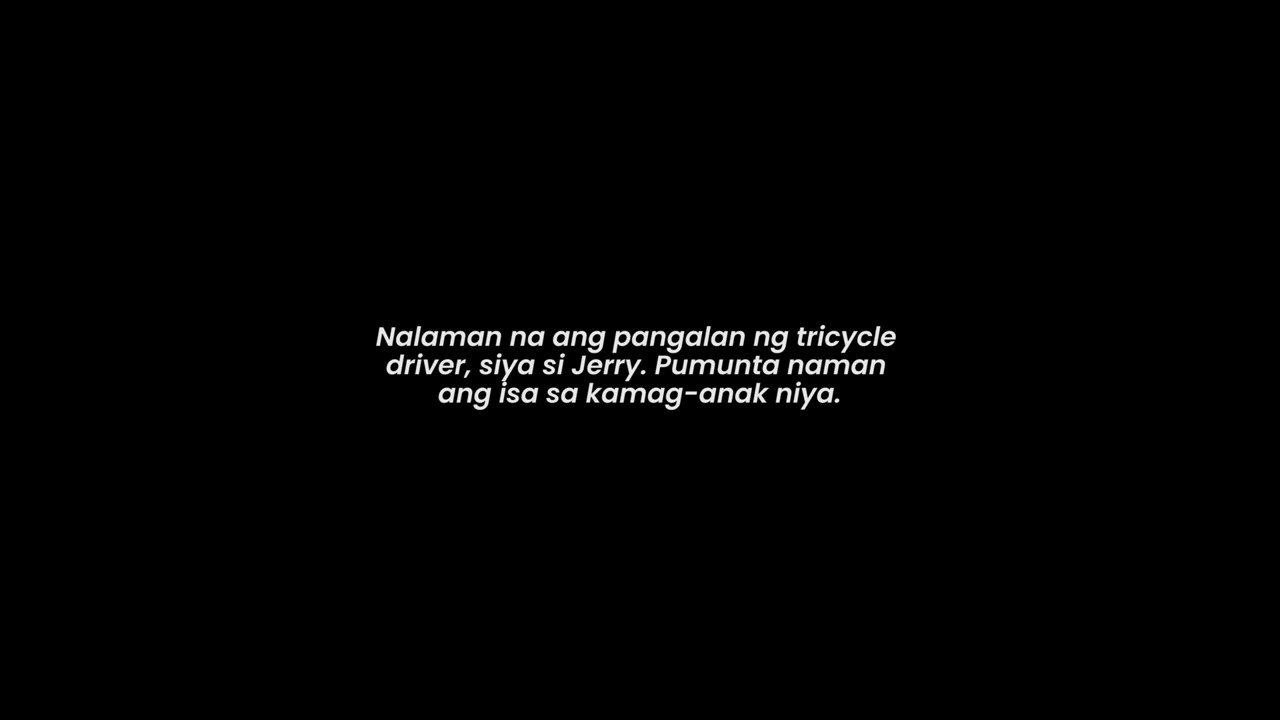 Nalaman na ang pangalan ng tricycle
driver, siya si Jerry. Pumunta naman
ang isa sa kamag-anak niya.